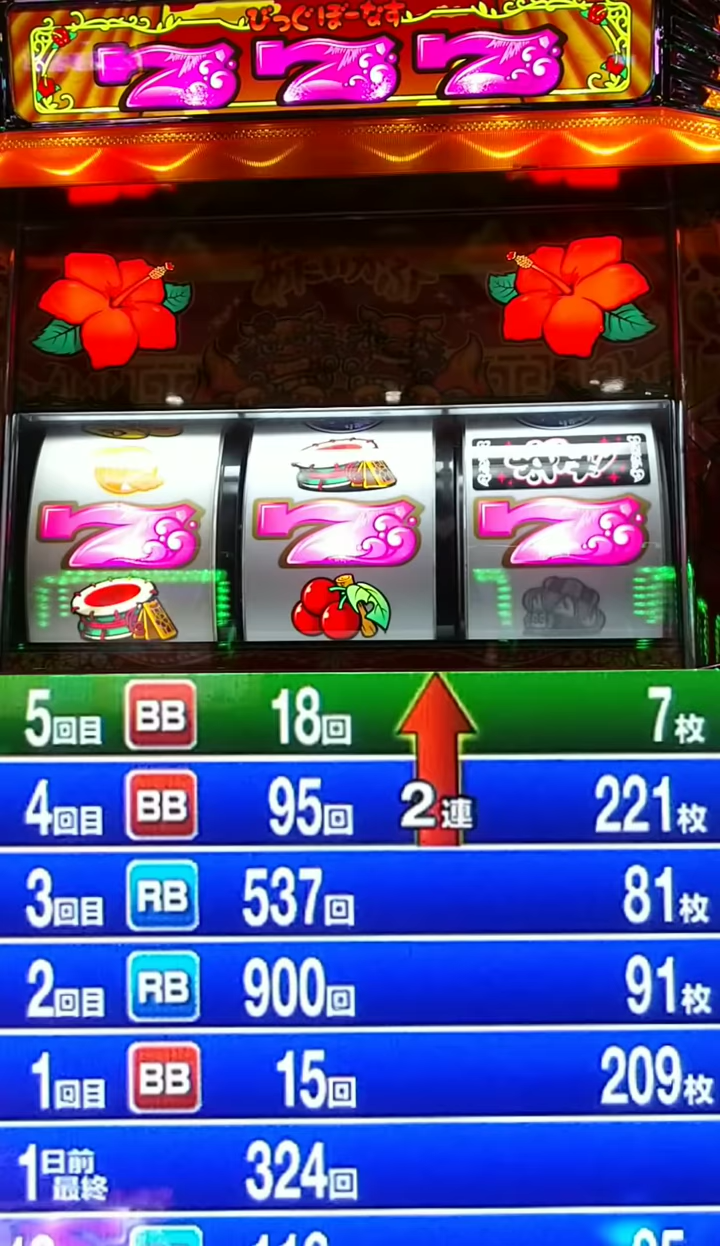 びっぐぼーなす
777
777
5回目 BB 18回 7枚
4回目 BB 95回 2連 221枚
3回目 RB 537回 81枚
2回目 RB 900回 91枚
1回目 BB 15回 209枚
1日前最終 324回